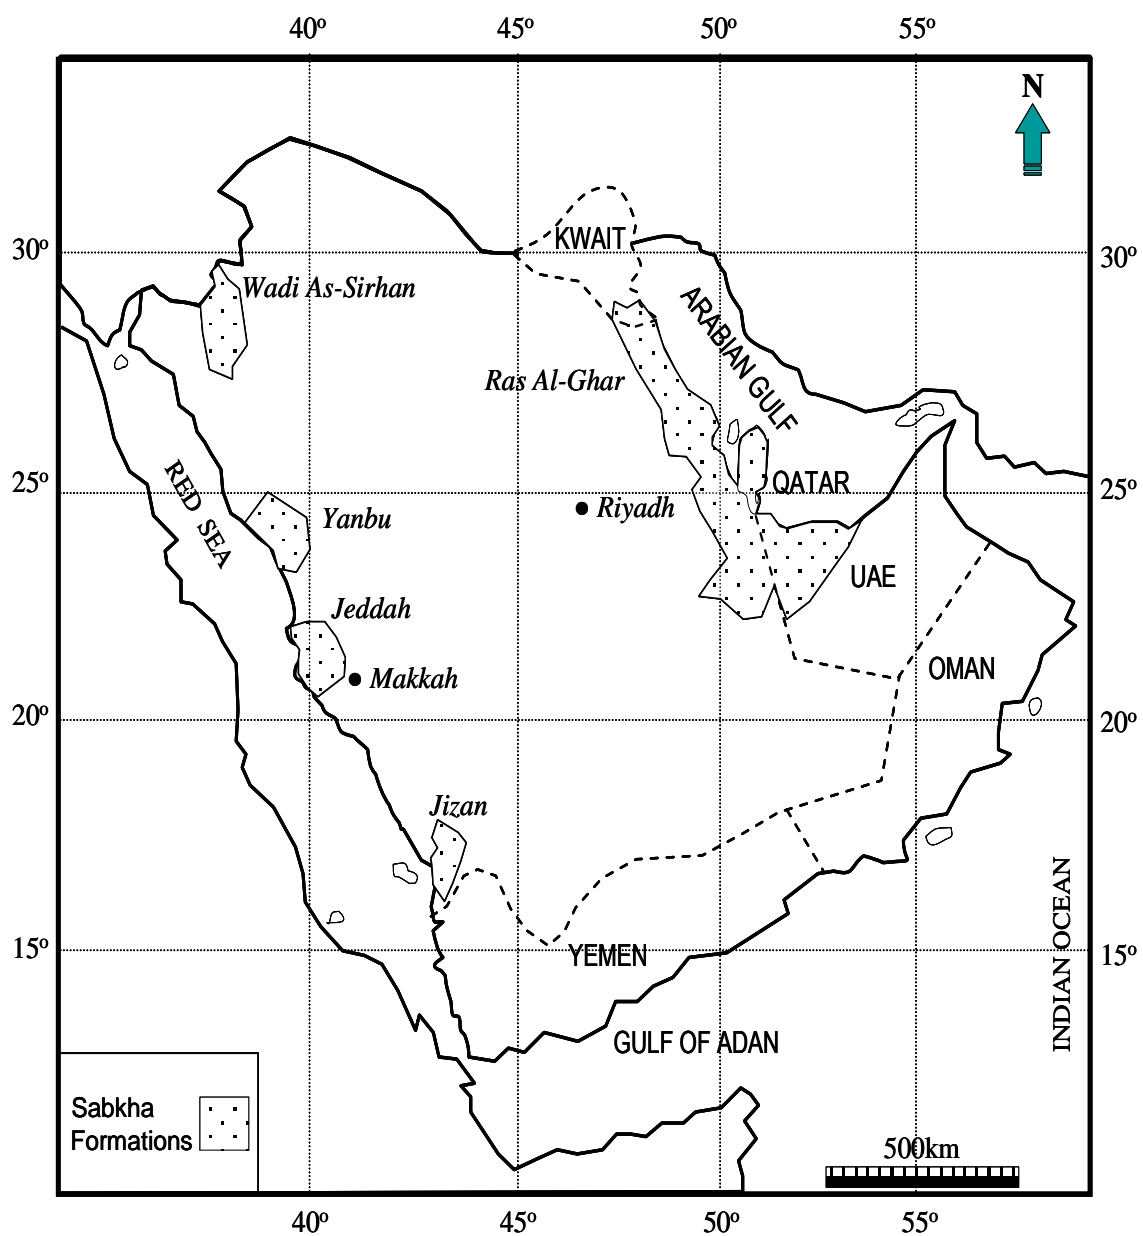 40º 45º 50º 55º
N
KWAIT
30º
30º
Wadi As-Sirhan
ARABIAN GULF
Ras Al-Ghar
RED SEA
QATAR
25º
25º
Yanbu
Riyadh
UAE
Jeddah
OMAN
Makkah
20º
20º
Jizan
INDIAN OCEAN
15º
YEMEN
15º
GULF OF ADAN
Sabkha
Formations
500km
40º 45º 50º 55º